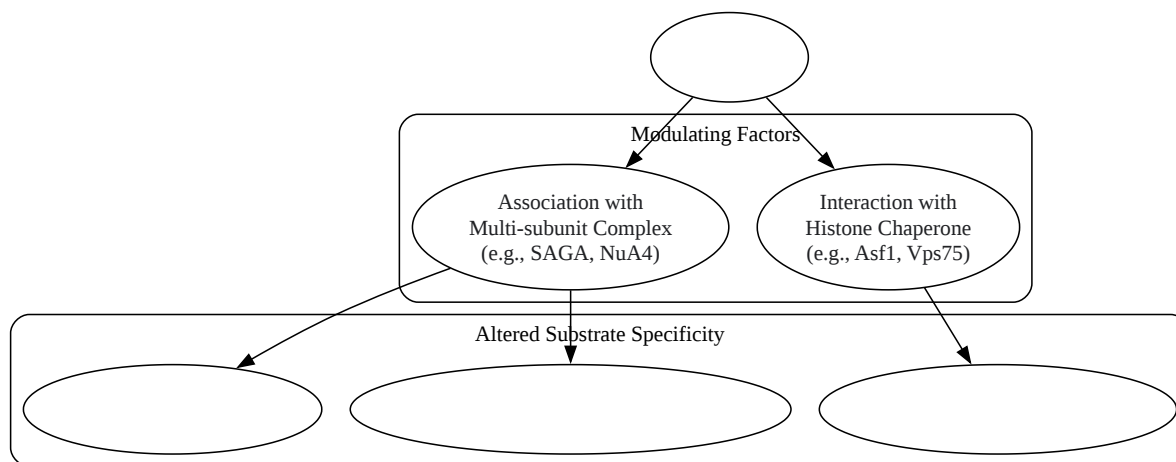 Modulating Factors
Association with
Multi-subunit Complex
(e.g., SAGA, NuA4)
Interaction with
Histone Chaperone
(e.g., Asf1, Vps75)
Altered Substrate Specificity